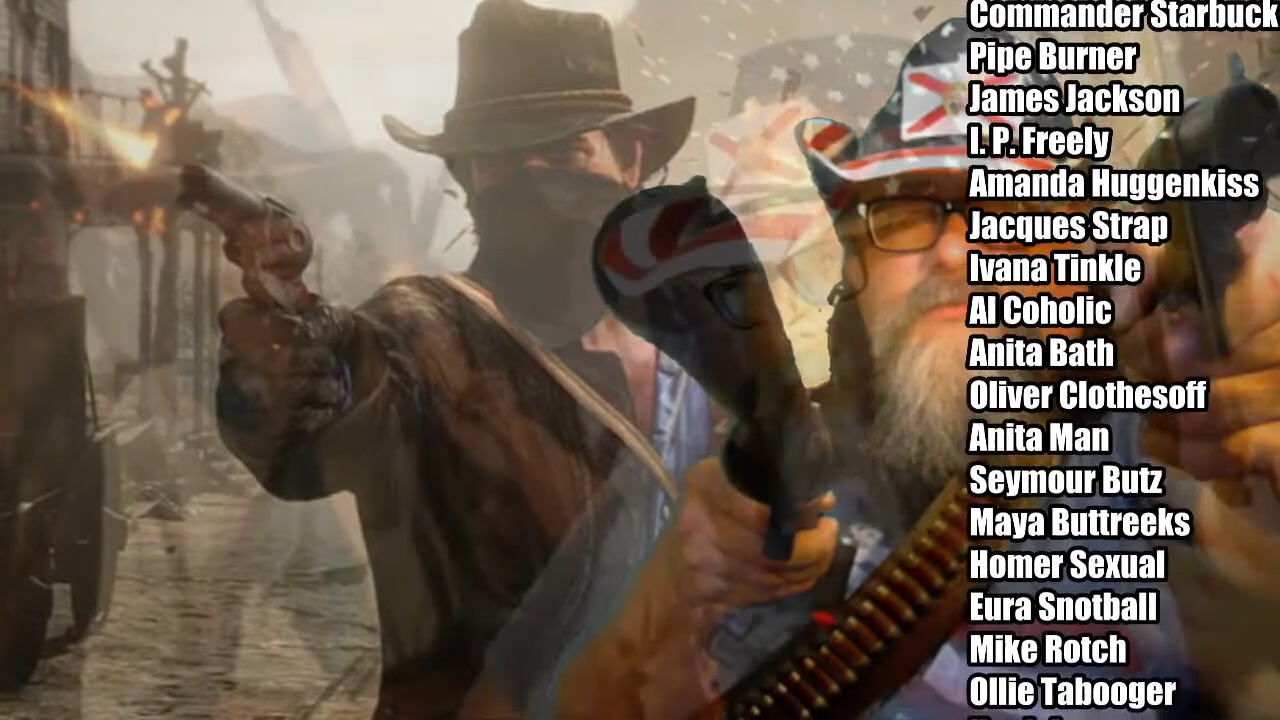 Commander Starbuck
Pipe Burner
James Jackson
I. P. Freely
Amanda Huggenkiss
Jacques Strap
Ivana Tinkle
Al Coholic
Anita Bath
Oliver Clothesoff
Anita Man
Seymour Butz
Maya Buttreeks
Homer Sexual
Eura Snotball
Mike Rotch
Ollie Tabooger